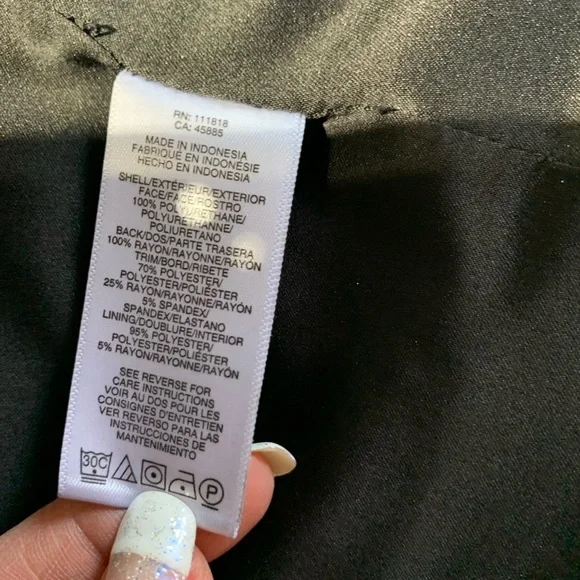 RN: 111818
CA: 45885
MADE IN INDONESIA
FABRIQUÉ EN INDONÉSIE
HECHO EN INDONESIA
SHELL/EXTÉRIEUR/EXTERIOR
FACE/FACE/ROSTRO
100% POLYURETHANE/
POLYURÉTHANNE/
POLIURETANO
BACK/DOS/PARTE TRASERA
100% RAYON/RAYONNE/RAYÓN
TRIM/BORD/RIBETE
70% POLYESTER/
POLYESTER/POLIÉSTER
25% RAYON/RAYONNE/RAYÓN
5% SPANDEX/
SPANDEX/ELASTANO
LINING/DOUBLURE/INTERIOR
95% POLYESTER/
POLYESTER/POLIÉSTER
5% RAYON/RAYONNE/RAYÓN
SEE REVERSE FOR
CARE INSTRUCTIONS
VOIR AU DOS POUR LES
CONSIGNES D'ENTRETIEN
VER REVERSO PARA LAS
INSTRUCCIONES DE
MANTENIMIENTO
30C P